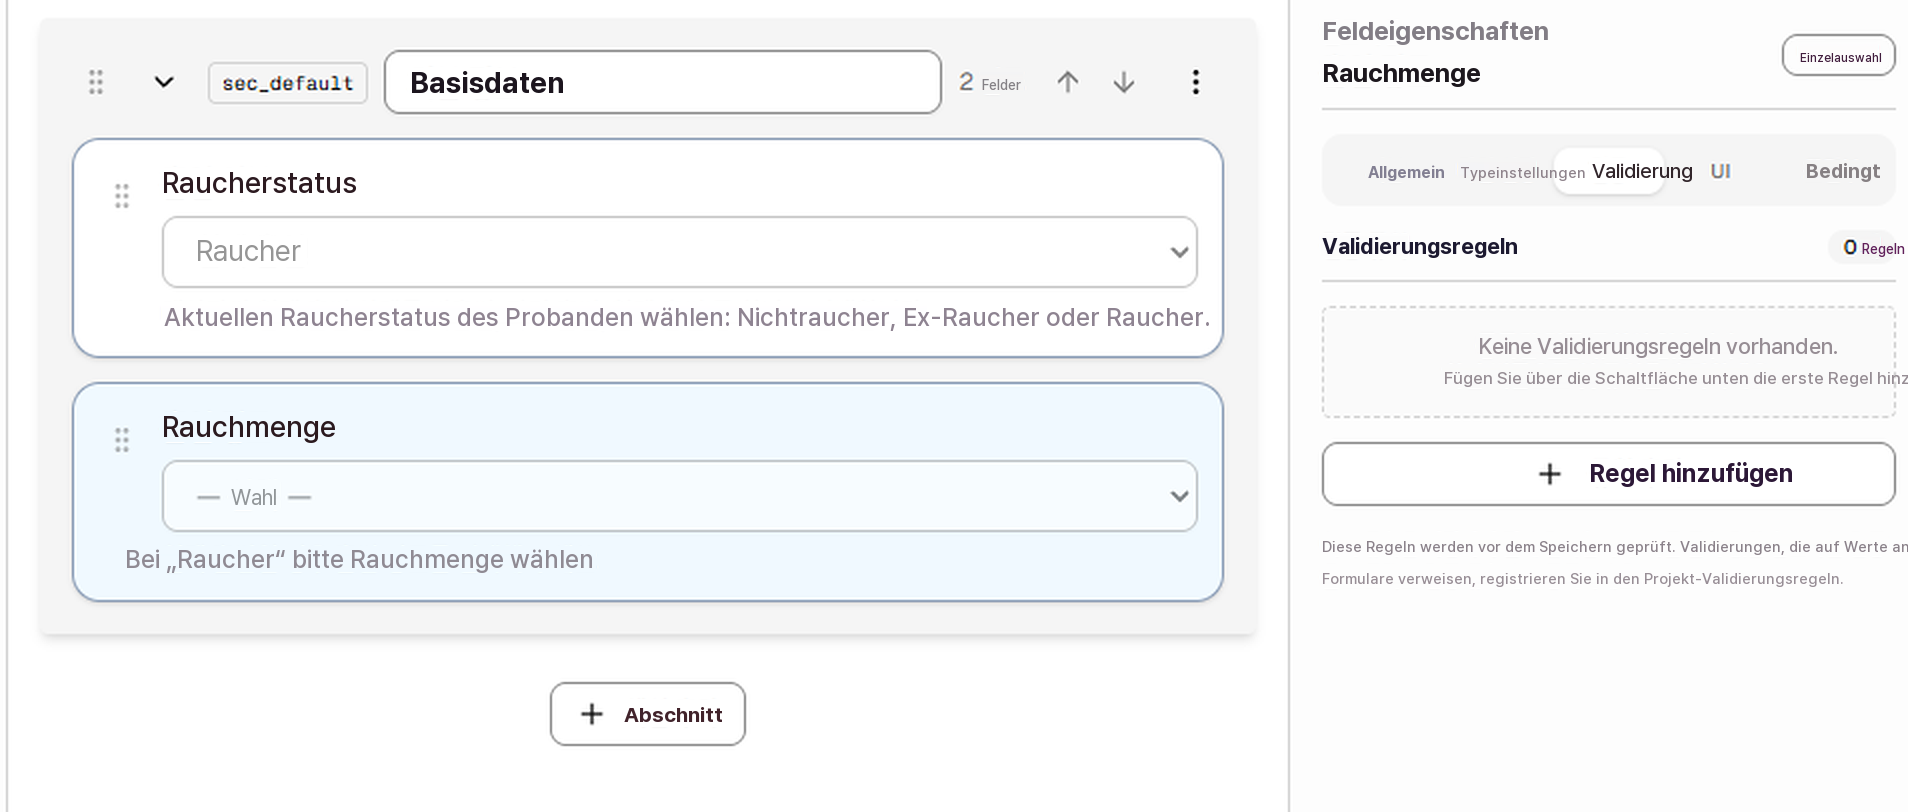 sec_default Basisdaten 2 Felder
Raucherstatus
Raucher
Aktuellen Raucherstatus des Probanden wählen: Nichtraucher, Ex-Raucher oder Raucher.
Rauchmenge
— Wahl —
Bei „Raucher“ bitte Rauchmenge wählen
+ Abschnitt
Feldeigenschaften
Rauchmenge
Einzelauswahl
Allgemein Typeinstellungen Validierung UI Bedingt
Validierungsregeln 0 Regeln
Keine Validierungsregeln vorhanden.
Fügen Sie über die Schaltfläche unten die erste Regel hinz
+ Regel hinzufügen
Diese Regeln werden vor dem Speichern geprüft. Validierungen, die auf Werte an
Formulare verweisen, registrieren Sie in den Projekt-Validierungsregeln.